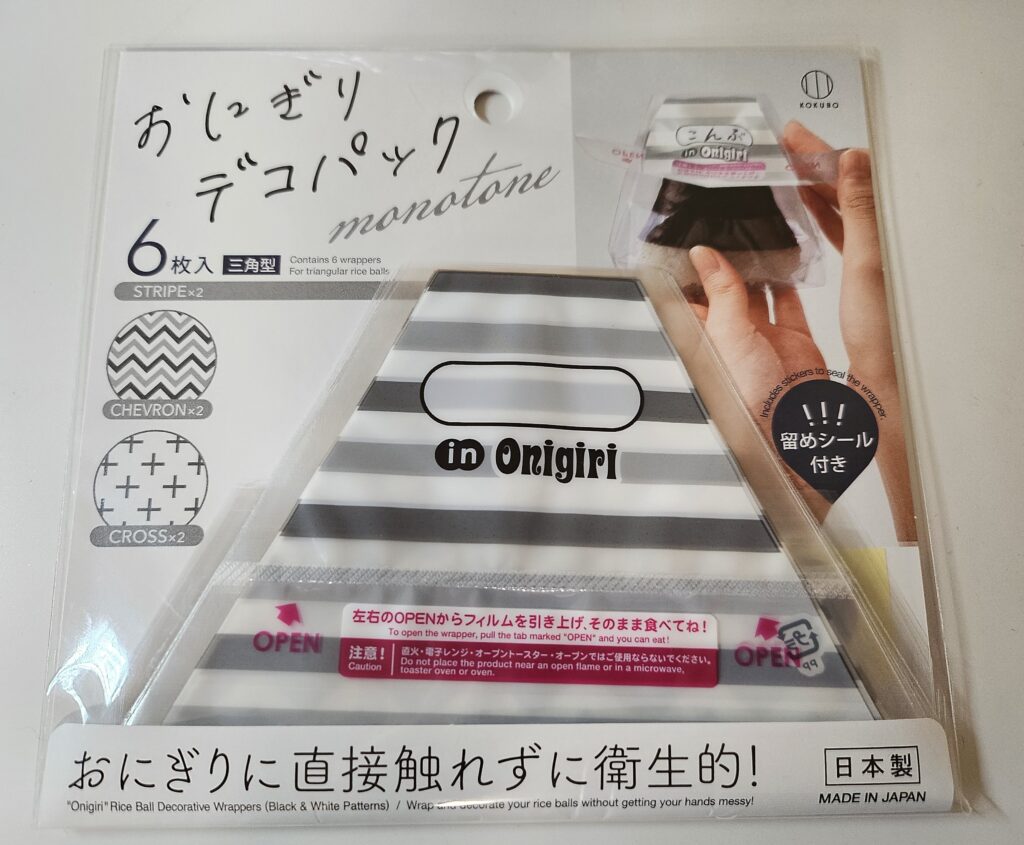 おにぎり
デコパック
monotone
KOKUBO
OPEN
こんぶ
in Onigiri
6枚入 三角型
Contains 6 wrappers
For triangular rice balls
STRIPE×2
CHEVRON×2
CROSS×2
Includes stickers to seal the wrapper.
!!!
留めシール
付き
in Onigiri
OPEN
左右のOPENからフィルムを引き上げ、そのまま食べてね!
To open the wrapper, pull the tab marked "OPEN" and you can eat!
注意!
Caution
直火・電子レンジ・オーブントースター・オーブンではご使用ならないでください。
Do not place the product near an open flame or in a microwave,
toaster oven or oven.
OPEN
プラ
PP
おにぎりに直接触れずに衛生的!
"Onigiri" Rice Ball Decorative Wrappers (Black & White Patterns) / Wrap and decorate your rice balls without getting your hands messy!
日本製
MADE IN JAPAN